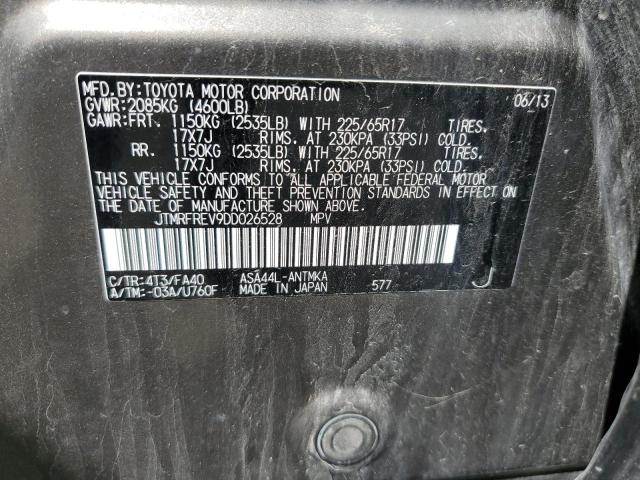 MFD.BY:TOYOTA MOTOR CORPORATION 06/13
GVWR:2085KG (4600LB)
GAWR:FRT. 1150KG (2535LB) WITH 225/65R17 TIRES.
17X7J RIMS. AT 230KPA (33PSI) COLD.
RR. 1150KG (2535LB) WITH 225/65R17 TIRES.
17X7J RIMS. AT 230KPA (33PSI) COLD.
THIS VEHICLE CONFORMS TO ALL APPLICABLE FEDERAL MOTOR
VEHICLE SAFETY AND THEFT PREVENTION STANDARDS IN EFFECT ON
THE DATE OF MANUFACTURE SHOWN ABOVE.
JTMRFREV9DD026528 MPV
C/TR:4T3/FA40 ASA44L-ANTMKA
A/TM:-03A/U760F MADE IN JAPAN 577 J